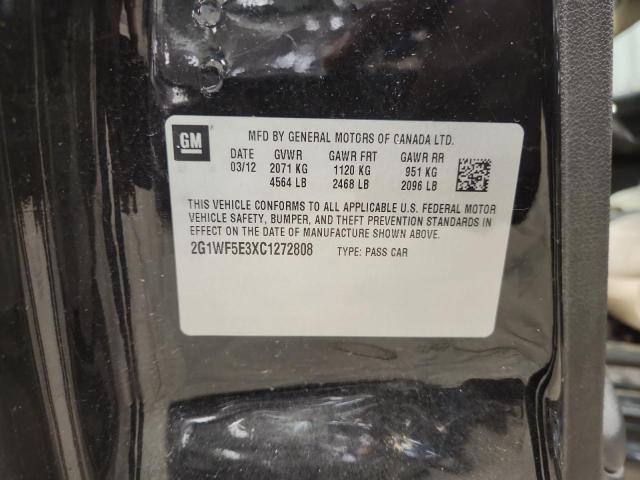 GM
MFD BY GENERAL MOTORS OF CANADA LTD.
DATE GVWR GAWR FRT GAWR RR
03/12 2071 KG 1120 KG 951 KG
4564 LB 2468 LB 2096 LB
THIS VEHICLE CONFORMS TO ALL APPLICABLE U.S. FEDERAL MOTOR
VEHICLE SAFETY, BUMPER, AND THEFT PREVENTION STANDARDS IN
EFFECT ON THE DATE OF MANUFACTURE SHOWN ABOVE.
2G1WF5E3XC1272808 TYPE: PASS CAR